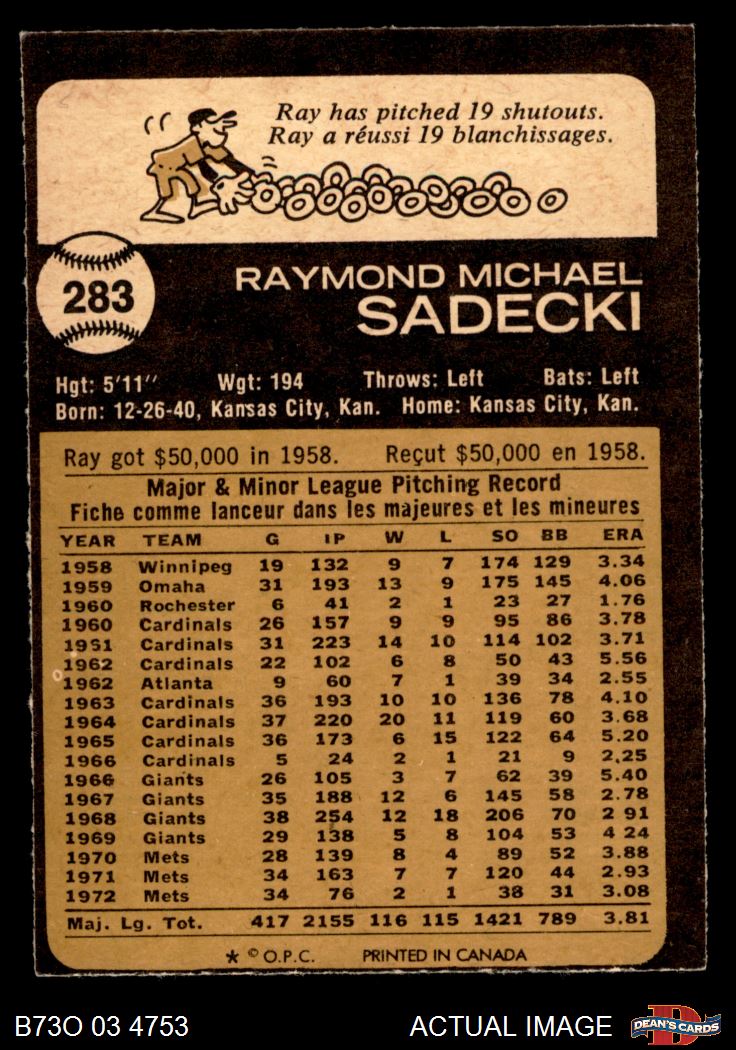 Ray has pitched 19 shutouts.
Ray a réussi 19 blanchissages.
283
RAYMOND MICHAEL
SADECKI
Hgt: 5'11'' Wgt: 194 Throws: Left Bats: Left
Born: 12-26-40, Kansas City, Kan. Home: Kansas City, Kan.
Ray got $50,000 in 1958. Reçut $50,000 en 1958.
Major & Minor League Pitching Record
Fiche comme lanceur dans les majeures et les mineures
YEAR TEAM G IP W L SO BB ERA
1958 Winnipeg 19 132 9 7 174 129 3.34
1959 Omaha 31 193 13 9 175 145 4.06
1960 Rochester 6 41 2 1 23 27 1.76
1960 Cardinals 26 157 9 9 95 86 3.78
1951 Cardinals 31 223 14 10 114 102 3.71
1962 Cardinals 22 102 6 8 50 43 5.56
1962 Atlanta 9 60 7 1 39 34 2.55
1963 Cardinals 36 193 10 10 136 78 4.10
1964 Cardinals 37 220 20 11 119 60 3.68
1965 Cardinals 36 173 6 15 122 64 5.20
1966 Cardinals 5 24 2 1 21 9 2.25
1966 Giants 26 105 3 7 62 39 5.40
1967 Giants 35 188 12 6 145 58 2.78
1968 Giants 38 254 12 18 206 70 2 91
1969 Giants 29 138 5 8 104 53 4 24
1970 Mets 28 139 8 4 89 52 3.88
1971 Mets 34 163 7 7 120 44 2.93
1972 Mets 34 76 2 1 38 31 3.08
Maj. Lg. Tot. 417 2155 116 115 1421 789 3.81
* © O.P.C. PRINTED IN CANADA
B73O 03 4753 ACTUAL IMAGE DEAN'S CARDS